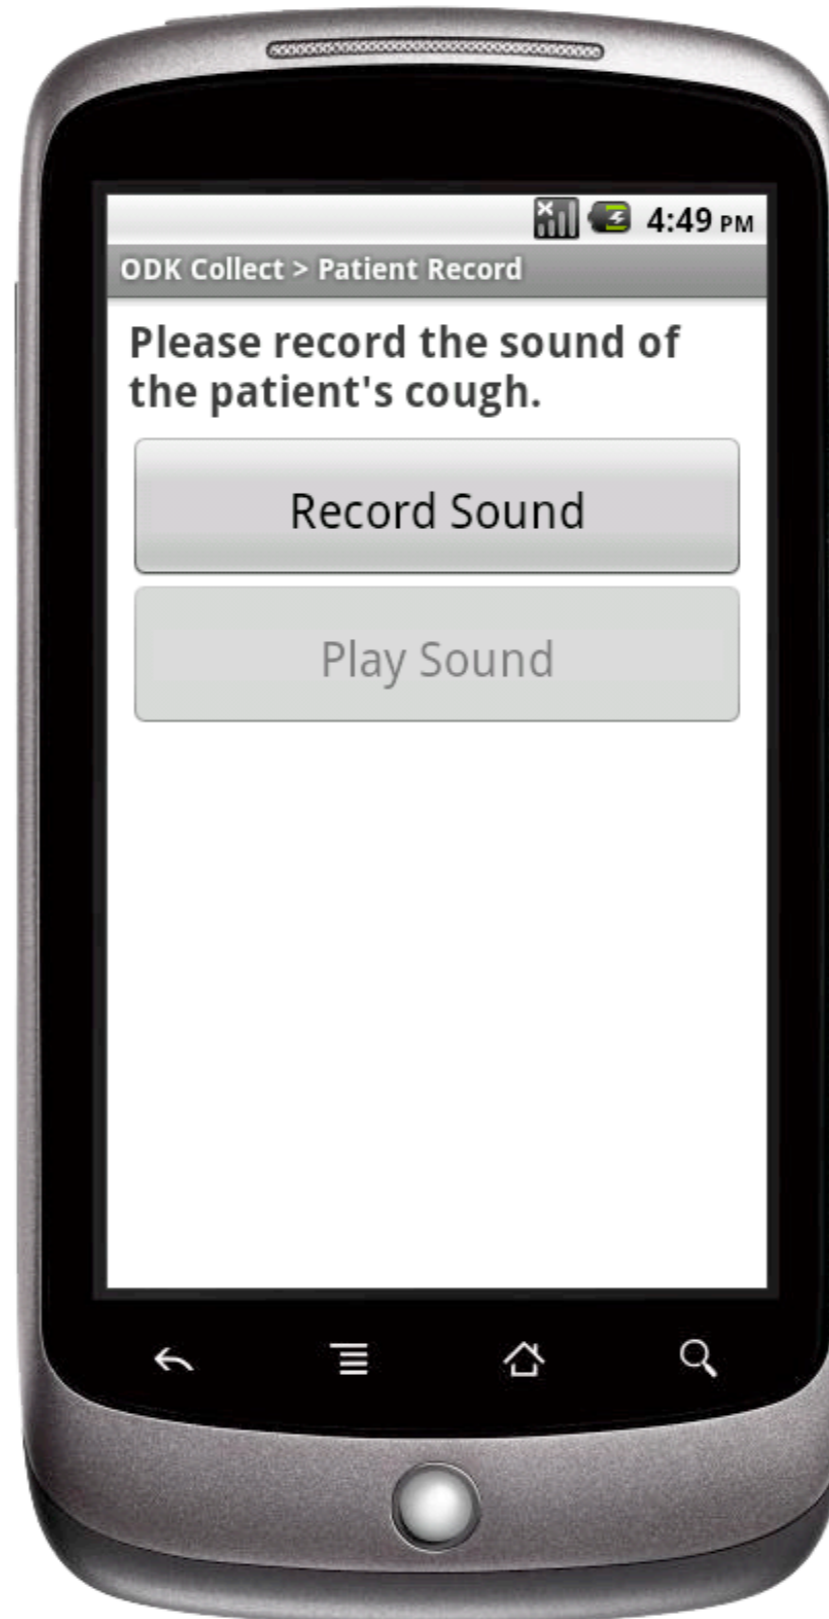 4:49 PM
ODK Collect > Patient Record
Please record the sound of
the patient's cough.
Record Sound
Play Sound